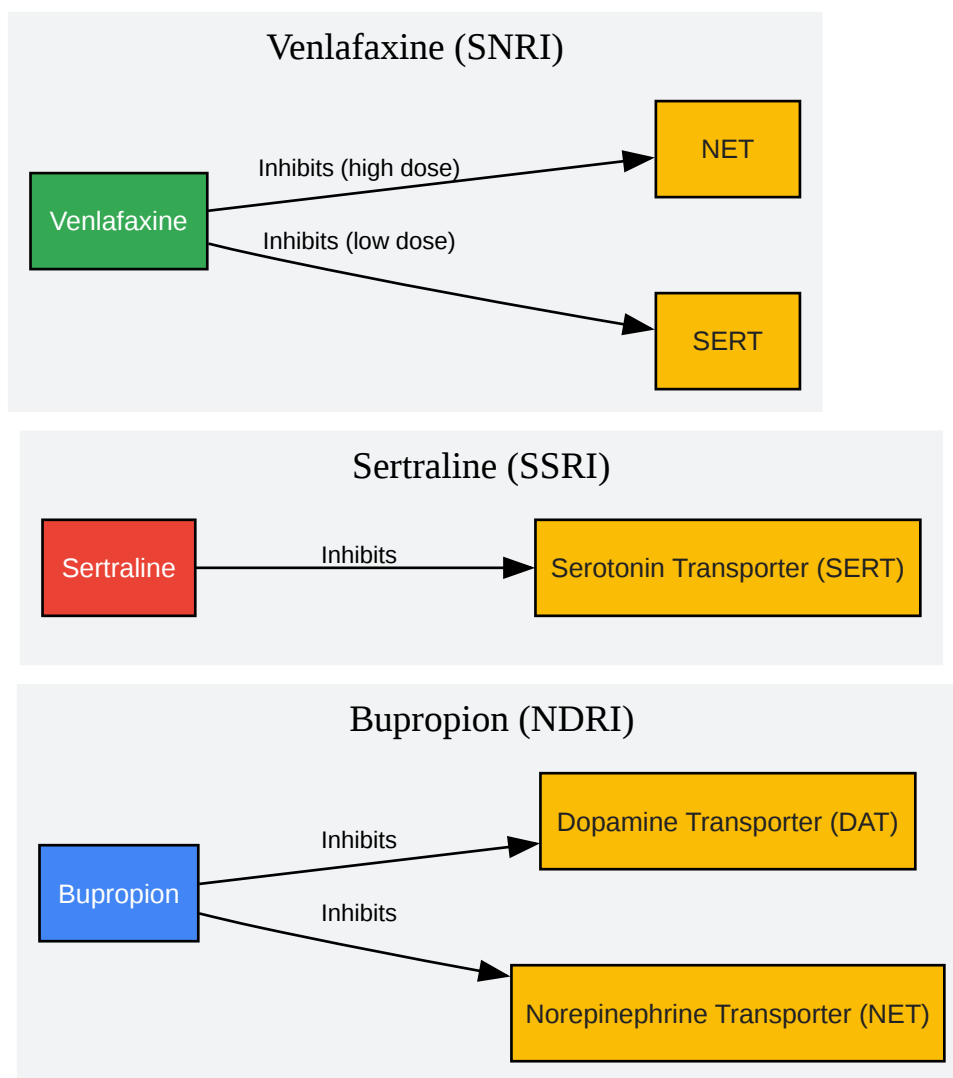 Venlafaxine (SNRI)
NET
Inhibits (high dose)
Venlafaxine
Inhibits (low dose)
SERT
Sertraline (SSRI)
Inhibits
Sertraline
Serotonin Transporter (SERT)
Bupropion (NDRI)
Dopamine Transporter (DAT)
Inhibits
Bupropion
Inhibits
Norepinephrine Transporter (NET)